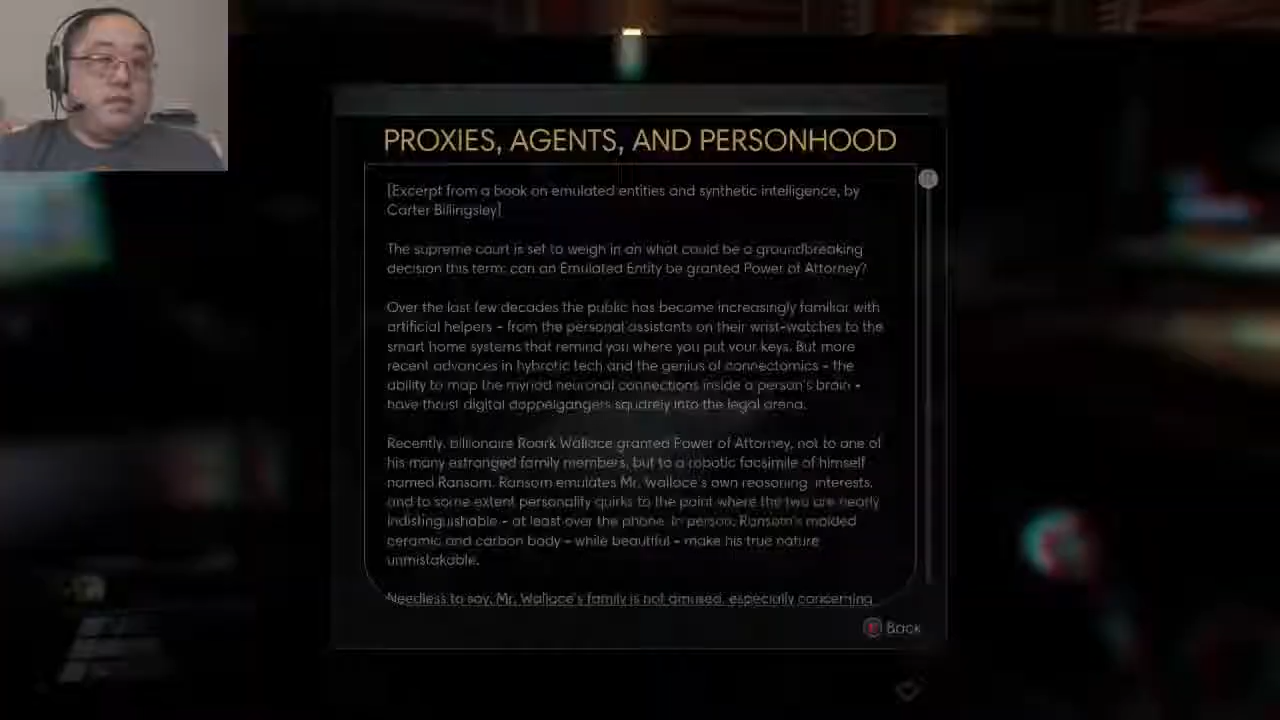 PROXIES, AGENTS, AND PERSONHOOD
[Excerpt from a book on emulated entities and synthetic intelligence, by
Carter Billingsley]
The supreme court is set to weigh in on what could be a groundbreaking
decision this term: can an Emulated Entity be granted Power of Attorney?
Over the last few decades the public has become increasingly familiar with
artificial helpers - from the personal assistants on their wrist-watches to the
smart home systems that remind you where you put your keys. But more
recent advances in hybrotic tech and the genius of connectomics - the
ability to map the myriad neuronal connections inside a person's brain -
have thrust digital doppelgangers squarely into the legal arena.
Recently, billionaire Roark Wallace granted Power of Attorney, not to one of
his many estranged family members, but to a robotic facsimile of himself
named Ransom. Ransom emulates Mr. Wallace's own reasoning, interests,
and to some extent personality quirks to the point where the two are nearly
indistinguishable - at least over the phone. In person, Ransom's molded
ceramic and carbon body - while beautiful - make his true nature
unmistakable.
Needless to say, Mr. Wallace's family is not amused, especially concerning
Back